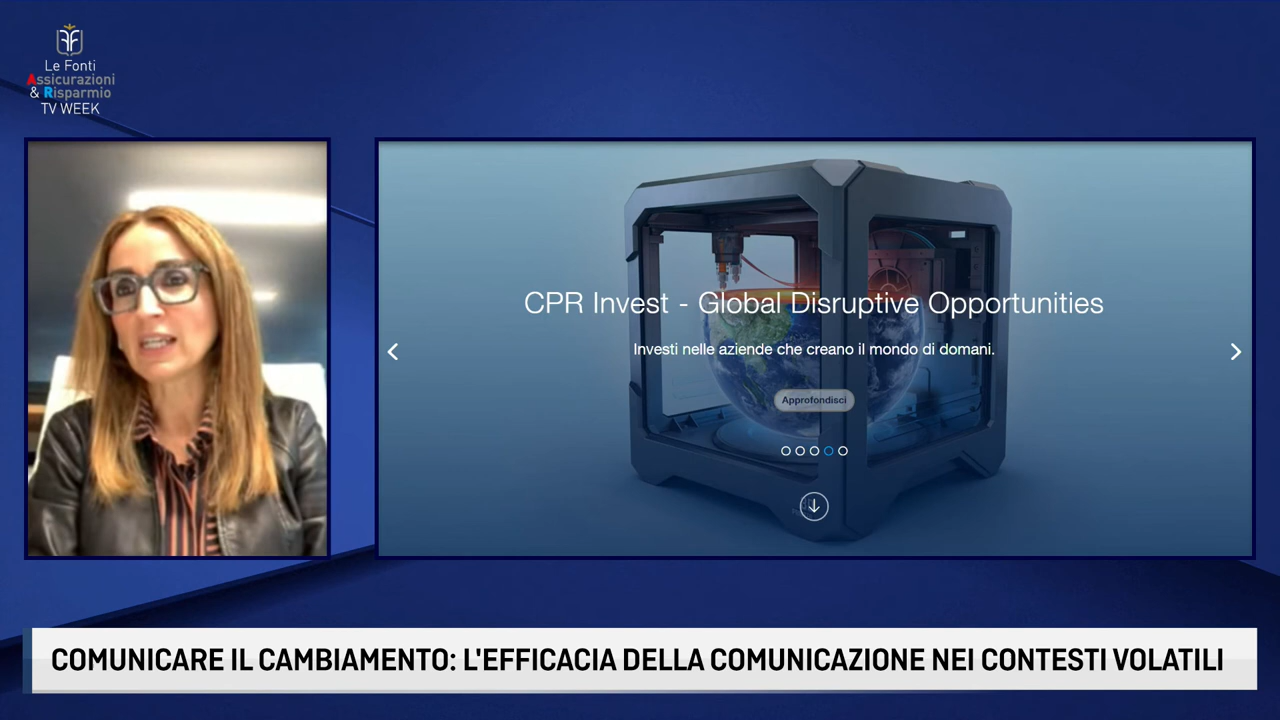 Le Fonti
Assicurazioni
& Risparmio
TV WEEK
CPR Invest - Global Disruptive Opportunities
Investi nelle aziende che creano il mondo di domani.
Approfondisci
COMUNICARE IL CAMBIAMENTO: L'EFFICACIA DELLA COMUNICAZIONE NEI CONTESTI VOLATILI